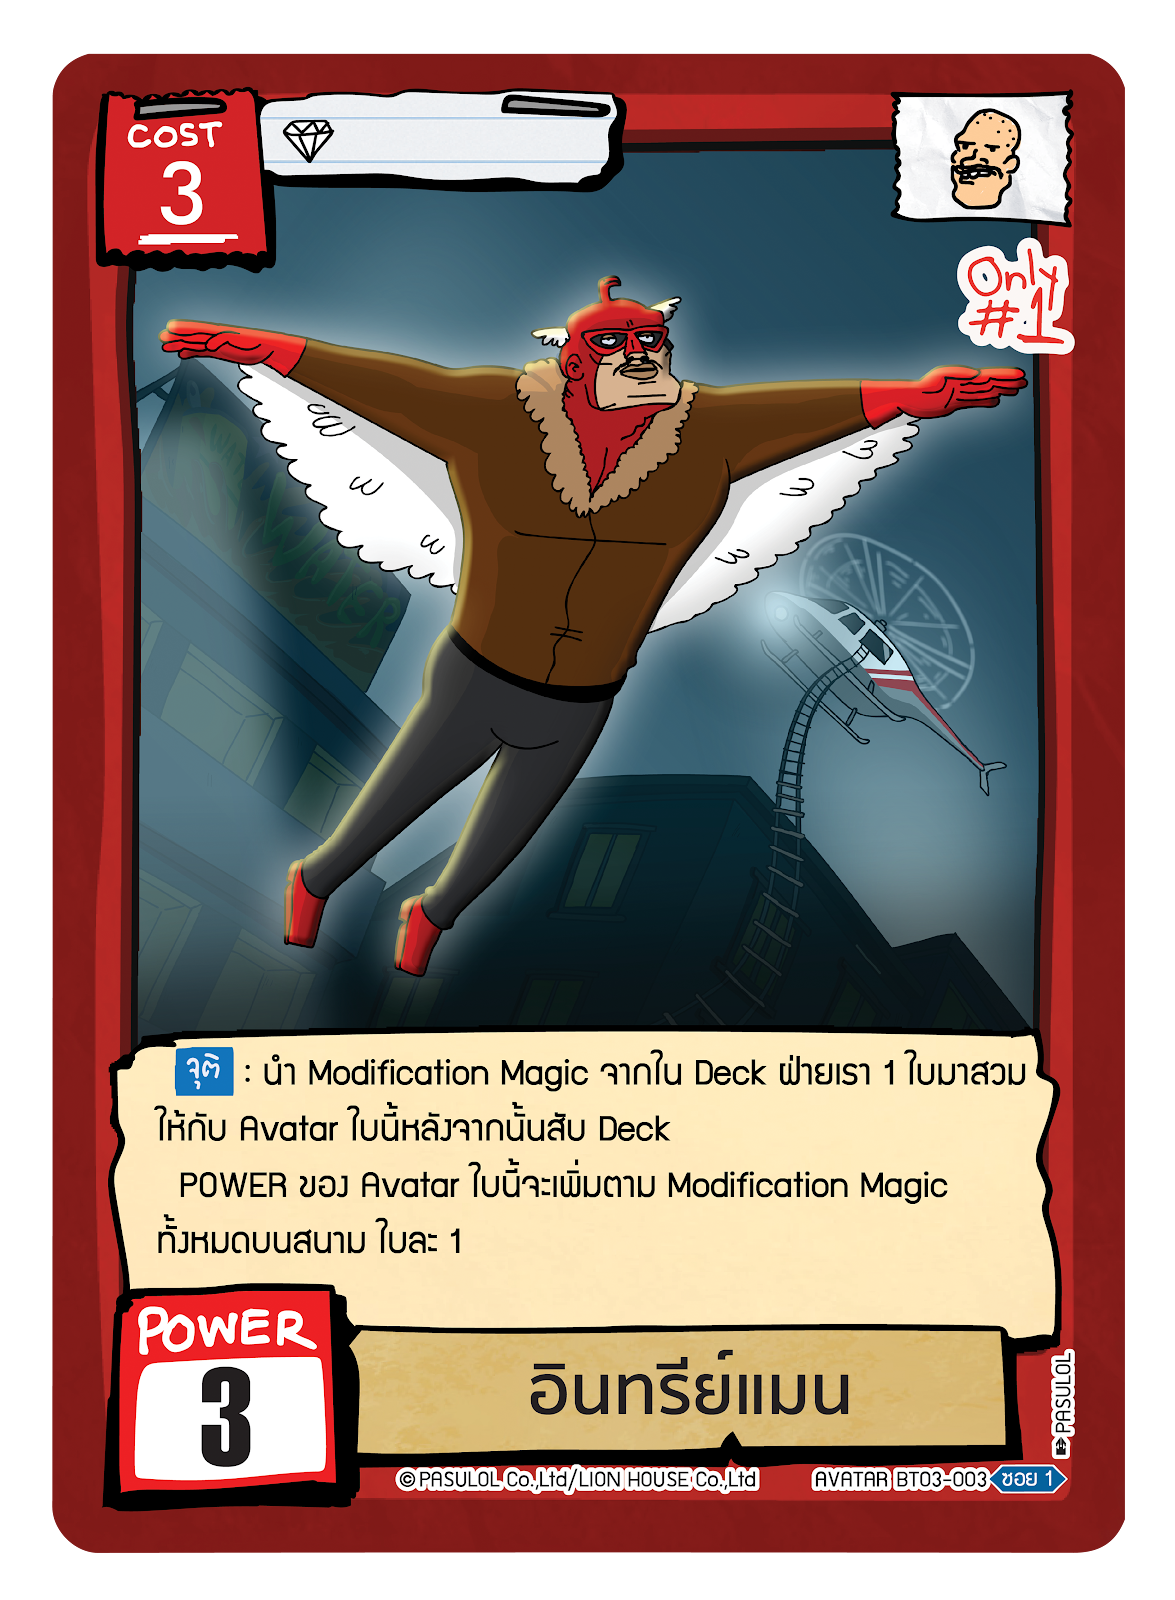 COST
3
Only
#1
จุติ : นำ Modification Magic จากใน Deck ฝ่ายเรา 1 ใบมาสวม
ให้กับ Avatar ใบนี้หลังจากนั้นสับ Deck
POWER ของ Avatar ใบนี้จะเพิ่มตาม Modification Magic
ทั้งหมดบนสนาม ใบละ 1
POWER
3
อินทรีย์แมน
PASULOL
© PASULOL Co.,Ltd/LION HOUSE Co.,Ltd
AVATAR BT03-003 ซอย 1